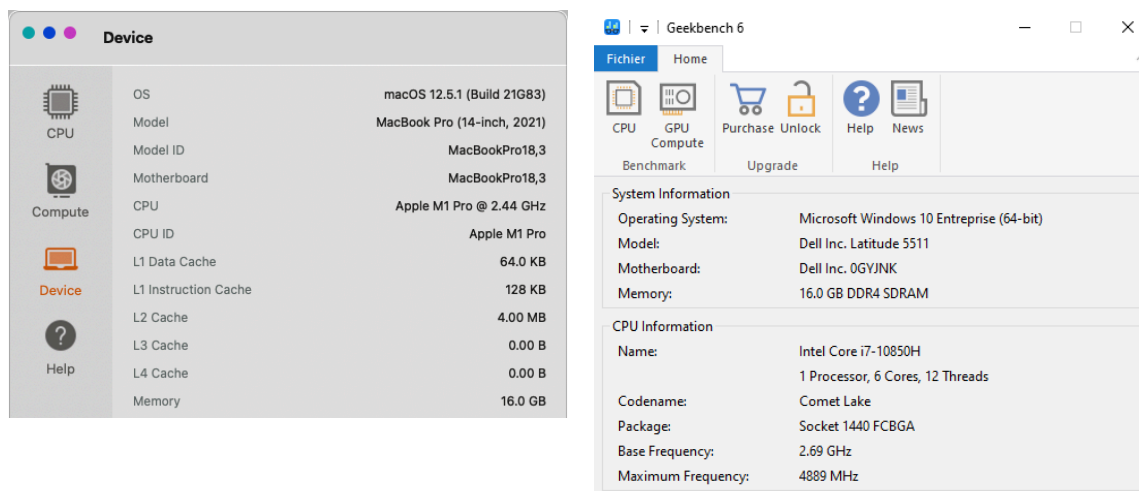 Device
CPU
Compute
Device
Help
OS macOS 12.5.1 (Build 21G83)
Model MacBook Pro (14-inch, 2021)
Model ID MacBookPro18,3
Motherboard MacBookPro18,3
CPU Apple M1 Pro @ 2.44 GHz
CPU ID Apple M1 Pro
L1 Data Cache 64.0 KB
L1 Instruction Cache 128 KB
L2 Cache 4.00 MB
L3 Cache 0.00 B
L4 Cache 0.00 B
Memory 16.0 GB
Geekbench 6
Fichier Home
CPU GPU Compute Purchase Unlock Help News
Benchmark Upgrade Help
System Information
Operating System: Microsoft Windows 10 Entreprise (64-bit)
Model: Dell Inc. Latitude 5511
Motherboard: Dell Inc. 0GYJNK
Memory: 16.0 GB DDR4 SDRAM
CPU Information
Name: Intel Core i7-10850H
1 Processor, 6 Cores, 12 Threads
Codename: Comet Lake
Package: Socket 1440 FCBGA
Base Frequency: 2.69 GHz
Maximum Frequency: 4889 MHz